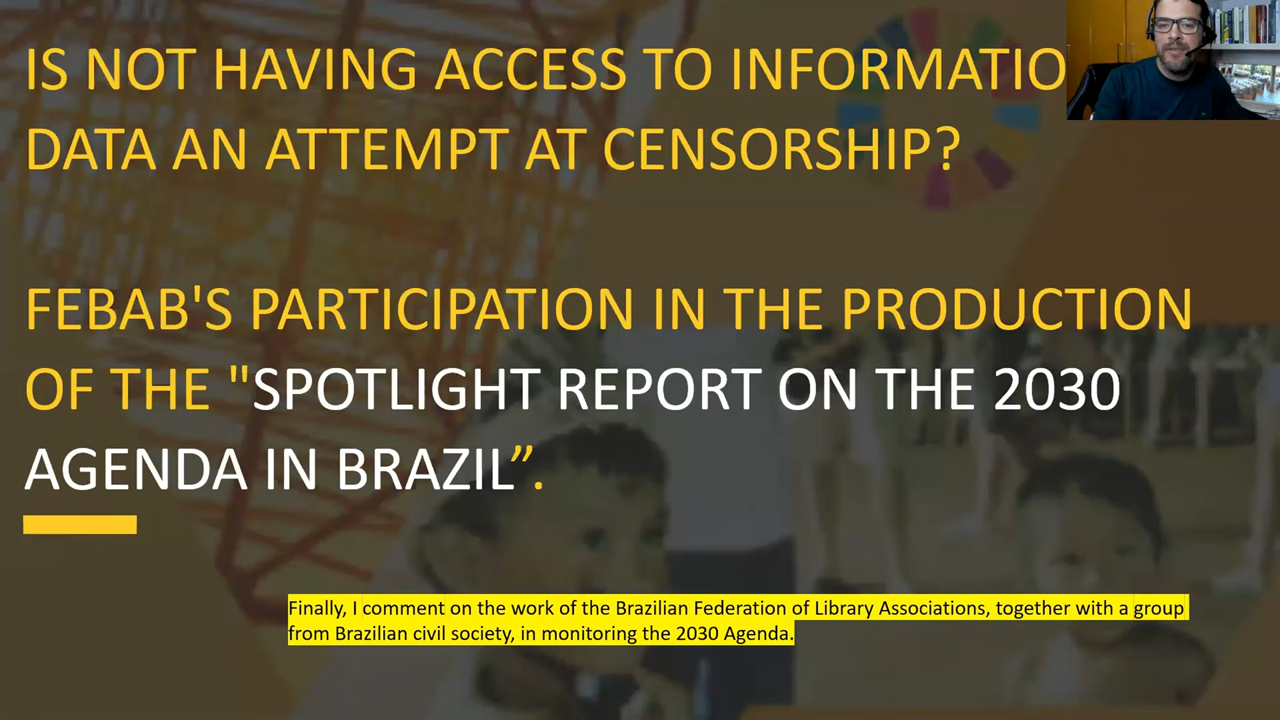 IS NOT HAVING ACCESS TO INFORMATIO
DATA AN ATTEMPT AT CENSORSHIP?
FEBAB'S PARTICIPATION IN THE PRODUCTION
OF THE "SPOTLIGHT REPORT ON THE 2030
AGENDA IN BRAZIL”.
Finally, I comment on the work of the Brazilian Federation of Library Associations, together with a group
from Brazilian civil society, in monitoring the 2030 Agenda.